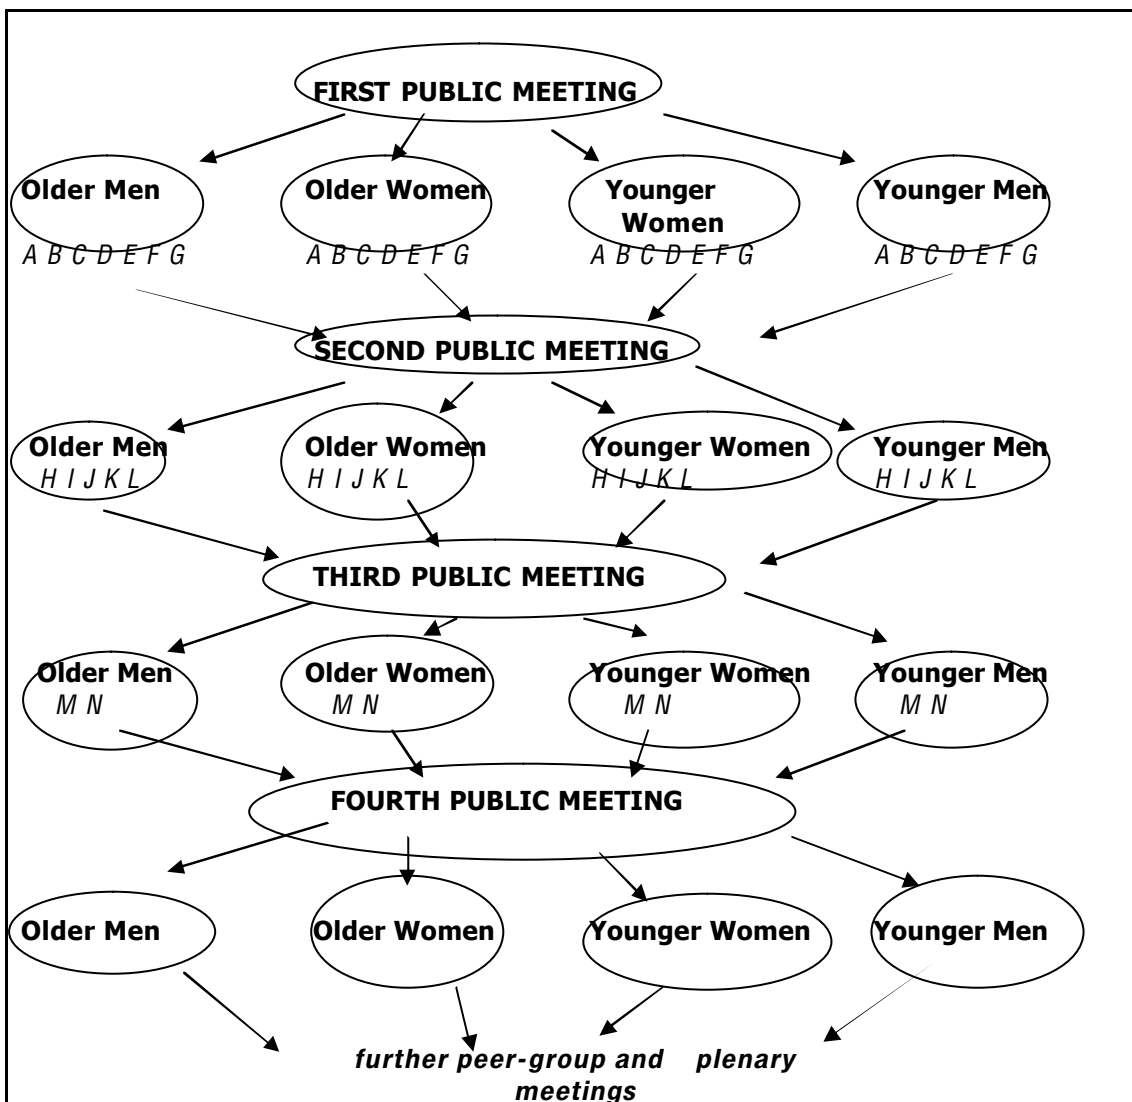 FIRST PUBLIC MEETING
Older Men Older Women Younger Women Younger Men
A B C D E F G A B C D E F G A B C D E F G A B C D E F G
SECOND PUBLIC MEETING
Older Men Older Women Younger Women Younger Men
H I J K L H I J K L H I J K L H I J K L
THIRD PUBLIC MEETING
Older Men Older Women Younger Women Younger Men
M N M N M N M N
FOURTH PUBLIC MEETING
Older Men Older Women Younger Women Younger Men
further peer-group and plenary
meetings